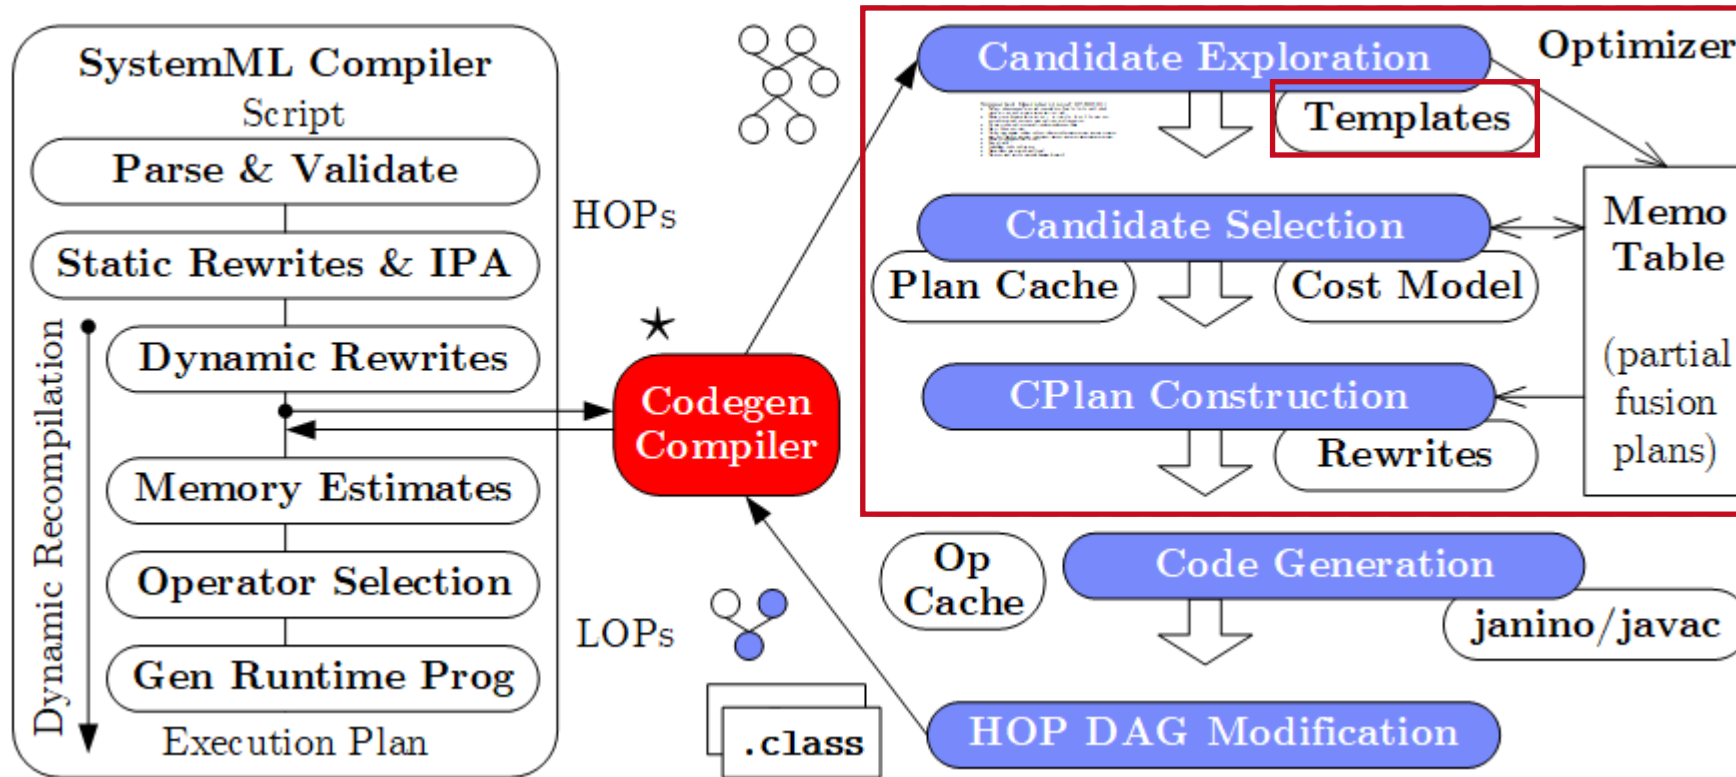 SystemML Compiler
Script
Parse & Validate
Static Rewrites & IPA
Dynamic Rewrites
Memory Estimates
Operator Selection
Gen Runtime Prog
Execution Plan
Dynamic Recompilation
HOPs
Codegen
Compiler
LOPs
.class
Optimizer
Candidate Exploration
Templates
Candidate Selection
Plan Cache
Cost Model
CPlan Construction
Rewrites
Memo
Table
(partial
fusion
plans)
Op
Cache
Code Generation
janino/javac
HOP DAG Modification